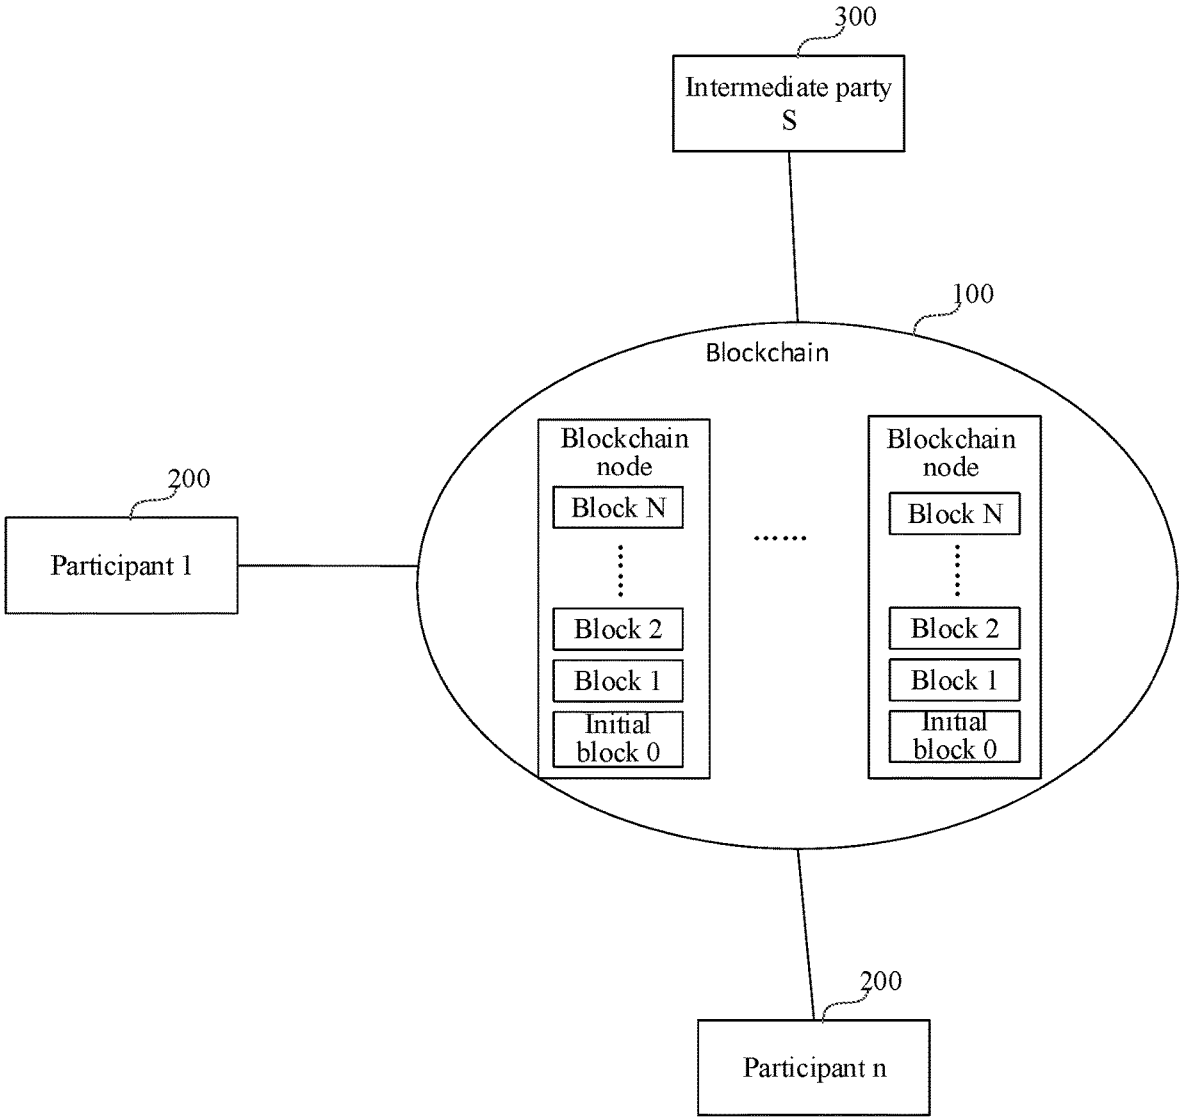 300
Intermediate party
S
100
Blockchain
Blockchain
node
Block N
Block 2
Block 1
Initial
block 0
......
Blockchain
node
Block N
Block 2
Block 1
Initial
block 0
200
Participant 1
200
Participant n